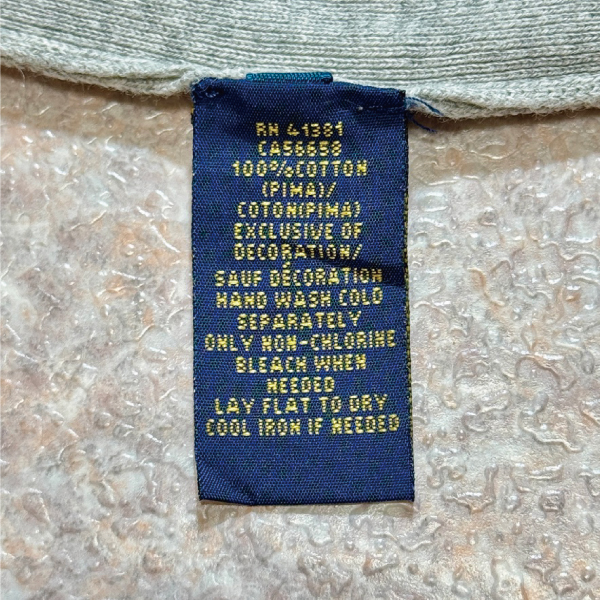 RN 41381
CA56658
100%COTTON
(PIMA)/
COTON(PIMA)
EXCLUSIVE OF
DECORATION/
SAUF DÉCORATION
HAND WASH COLD
SEPARATELY
ONLY NON-CHLORINE
BLEACH WHEN
NEEDED
LAY FLAT TO DRY
COOL IRON IF NEEDED